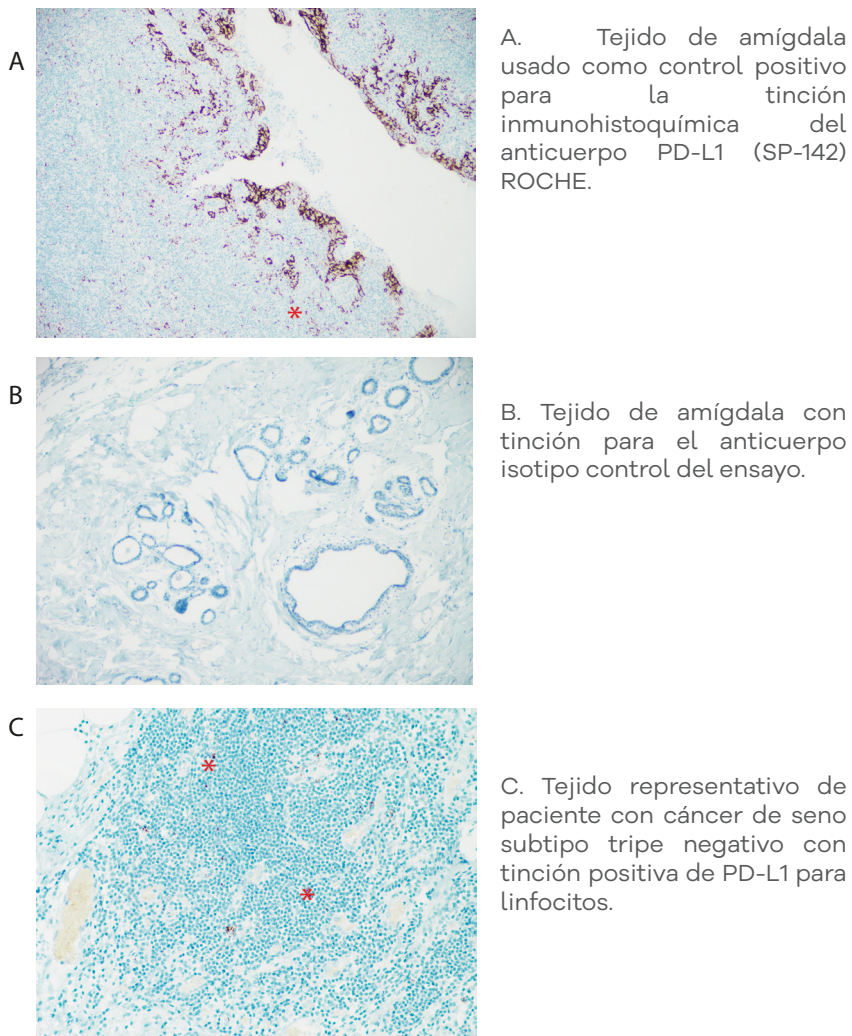 A
A. Tejido de amígdala
usado como control positivo
para la tinción
inmunohistoquímica del
anticuerpo PD-L1 (SP-142)
ROCHE.
B
B. Tejido de amígdala con
tinción para el anticuerpo
isotipo control del ensayo.
C
C. Tejido representativo de
paciente con cáncer de seno
subtipo tripe negativo con
tinción positiva de PD-L1 para
linfocitos.